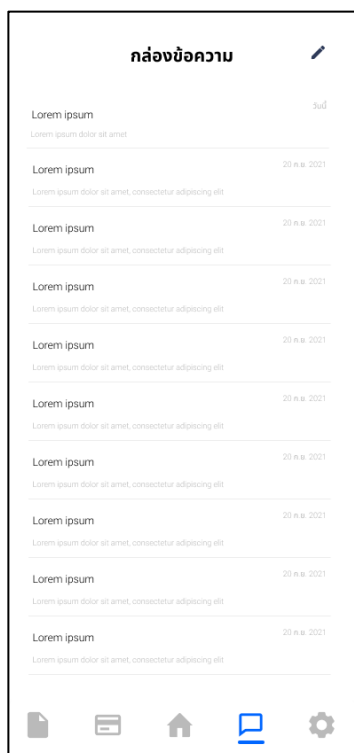 กล่องข้อความ
วันนี้
Lorem ipsum
Lorem ipsum dolor sit amet
20 ก.ย. 2021
Lorem ipsum
Lorem ipsum dolor sit amet, consectetur adipiscing elit
20 ก.ย. 2021
Lorem ipsum
Lorem ipsum dolor sit amet, consectetur adipiscing elit
20 ก.ย. 2021
Lorem ipsum
Lorem ipsum dolor sit amet, consectetur adipiscing elit
20 ก.ย. 2021
Lorem ipsum
Lorem ipsum dolor sit amet, consectetur adipiscing elit
20 ก.ย. 2021
Lorem ipsum
Lorem ipsum dolor sit amet, consectetur adipiscing elit
20 ก.ย. 2021
Lorem ipsum
Lorem ipsum dolor sit amet, consectetur adipiscing elit
20 ก.ย. 2021
Lorem ipsum
Lorem ipsum dolor sit amet, consectetur adipiscing elit
20 ก.ย. 2021
Lorem ipsum
Lorem ipsum dolor sit amet, consectetur adipiscing elit
20 ก.ย. 2021
Lorem ipsum
Lorem ipsum dolor sit amet, consectetur adipiscing elit